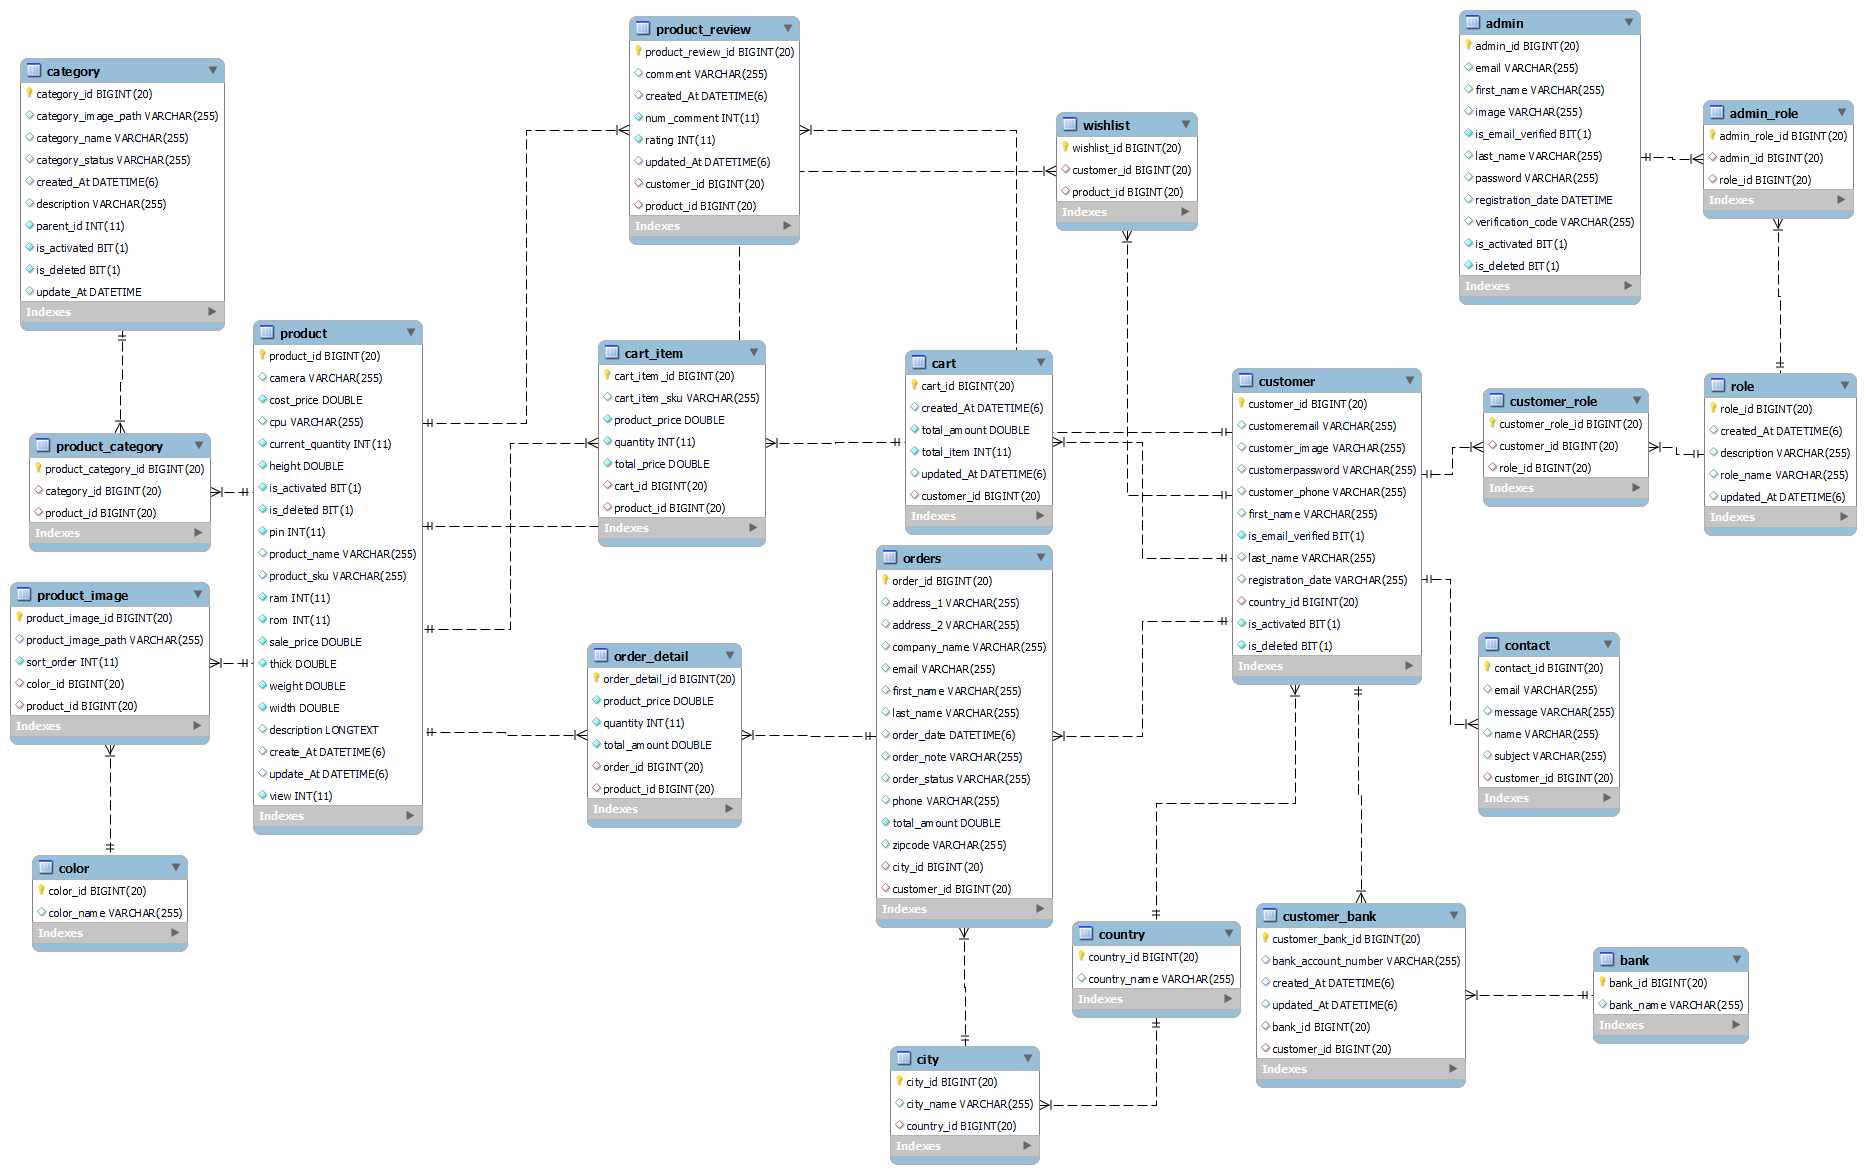 category
category_id BIGINT(20)
category_image_path VARCHAR(255)
category_name VARCHAR(255)
category_status VARCHAR(255)
created_At DATETIME(6)
description VARCHAR(255)
parent_id INT(11)
is_activated BIT(1)
is_deleted BIT(1)
update_At DATETIME
Indexes
product_category
product_category_id BIGINT(20)
category_id BIGINT(20)
product_id BIGINT(20)
Indexes
product_image
product_image_id BIGINT(20)
product_image_path VARCHAR(255)
sort_order INT(11)
color_id BIGINT(20)
product_id BIGINT(20)
Indexes
color
color_id BIGINT(20)
color_name VARCHAR(255)
Indexes
product
product_id BIGINT(20)
camera VARCHAR(255)
cost_price DOUBLE
cpu VARCHAR(255)
current_quantity INT(11)
height DOUBLE
is_activated BIT(1)
is_deleted BIT(1)
pin INT(11)
product_name VARCHAR(255)
product_sku VARCHAR(255)
ram INT(11)
rom INT(11)
sale_price DOUBLE
thick DOUBLE
weight DOUBLE
width DOUBLE
description LONGTEXT
create_At DATETIME(6)
update_At DATETIME(6)
view INT(11)
Indexes
product_review
product_review_id BIGINT(20)
comment VARCHAR(255)
created_At DATETIME(6)
num_comment INT(11)
rating INT(11)
updated_At DATETIME(6)
customer_id BIGINT(20)
product_id BIGINT(20)
Indexes
cart_item
cart_item_id BIGINT(20)
cart_item_sku VARCHAR(255)
product_price DOUBLE
quantity INT(11)
total_price DOUBLE
cart_id BIGINT(20)
product_id BIGINT(20)
Indexes
order_detail
order_detail_id BIGINT(20)
product_price DOUBLE
quantity INT(11)
total_amount DOUBLE
order_id BIGINT(20)
product_id BIGINT(20)
Indexes
wishlist
wishlist_id BIGINT(20)
customer_id BIGINT(20)
product_id BIGINT(20)
Indexes
cart
cart_id BIGINT(20)
created_At DATETIME(6)
total_amount DOUBLE
total_item INT(11)
updated_At DATETIME(6)
customer_id BIGINT(20)
Indexes
orders
order_id BIGINT(20)
address_1 VARCHAR(255)
address_2 VARCHAR(255)
company_name VARCHAR(255)
email VARCHAR(255)
first_name VARCHAR(255)
last_name VARCHAR(255)
order_date DATETIME(6)
order_note VARCHAR(255)
order_status VARCHAR(255)
phone VARCHAR(255)
total_amount DOUBLE
zipcode VARCHAR(255)
city_id BIGINT(20)
customer_id BIGINT(20)
Indexes
city
city_id BIGINT(20)
city_name VARCHAR(255)
country_id BIGINT(20)
Indexes
country
country_id BIGINT(20)
country_name VARCHAR(255)
Indexes
customer
customer_id BIGINT(20)
customeremail VARCHAR(255)
customer_image VARCHAR(255)
customerpassword VARCHAR(255)
customer_phone VARCHAR(255)
first_name VARCHAR(255)
is_email_verified BIT(1)
last_name VARCHAR(255)
registration_date VARCHAR(255)
country_id BIGINT(20)
is_activated BIT(1)
is_deleted BIT(1)
Indexes
customer_bank
customer_bank_id BIGINT(20)
bank_account_number VARCHAR(255)
created_At DATETIME(6)
updated_At DATETIME(6)
bank_id BIGINT(20)
customer_id BIGINT(20)
Indexes
bank
bank_id BIGINT(20)
bank_name VARCHAR(255)
Indexes
admin
admin_id BIGINT(20)
email VARCHAR(255)
first_name VARCHAR(255)
image VARCHAR(255)
is_email_verified BIT(1)
last_name VARCHAR(255)
password VARCHAR(255)
registration_date DATETIME
verification_code VARCHAR(255)
is_activated BIT(1)
is_deleted BIT(1)
Indexes
admin_role
admin_role_id BIGINT(20)
admin_id BIGINT(20)
role_id BIGINT(20)
Indexes
customer_role
customer_role_id BIGINT(20)
customer_id BIGINT(20)
role_id BIGINT(20)
Indexes
role
role_id BIGINT(20)
created_At DATETIME(6)
description VARCHAR(255)
role_name VARCHAR(255)
updated_At DATETIME(6)
Indexes
contact
contact_id BIGINT(20)
email VARCHAR(255)
message VARCHAR(255)
name VARCHAR(255)
subject VARCHAR(255)
customer_id BIGINT(20)
Indexes